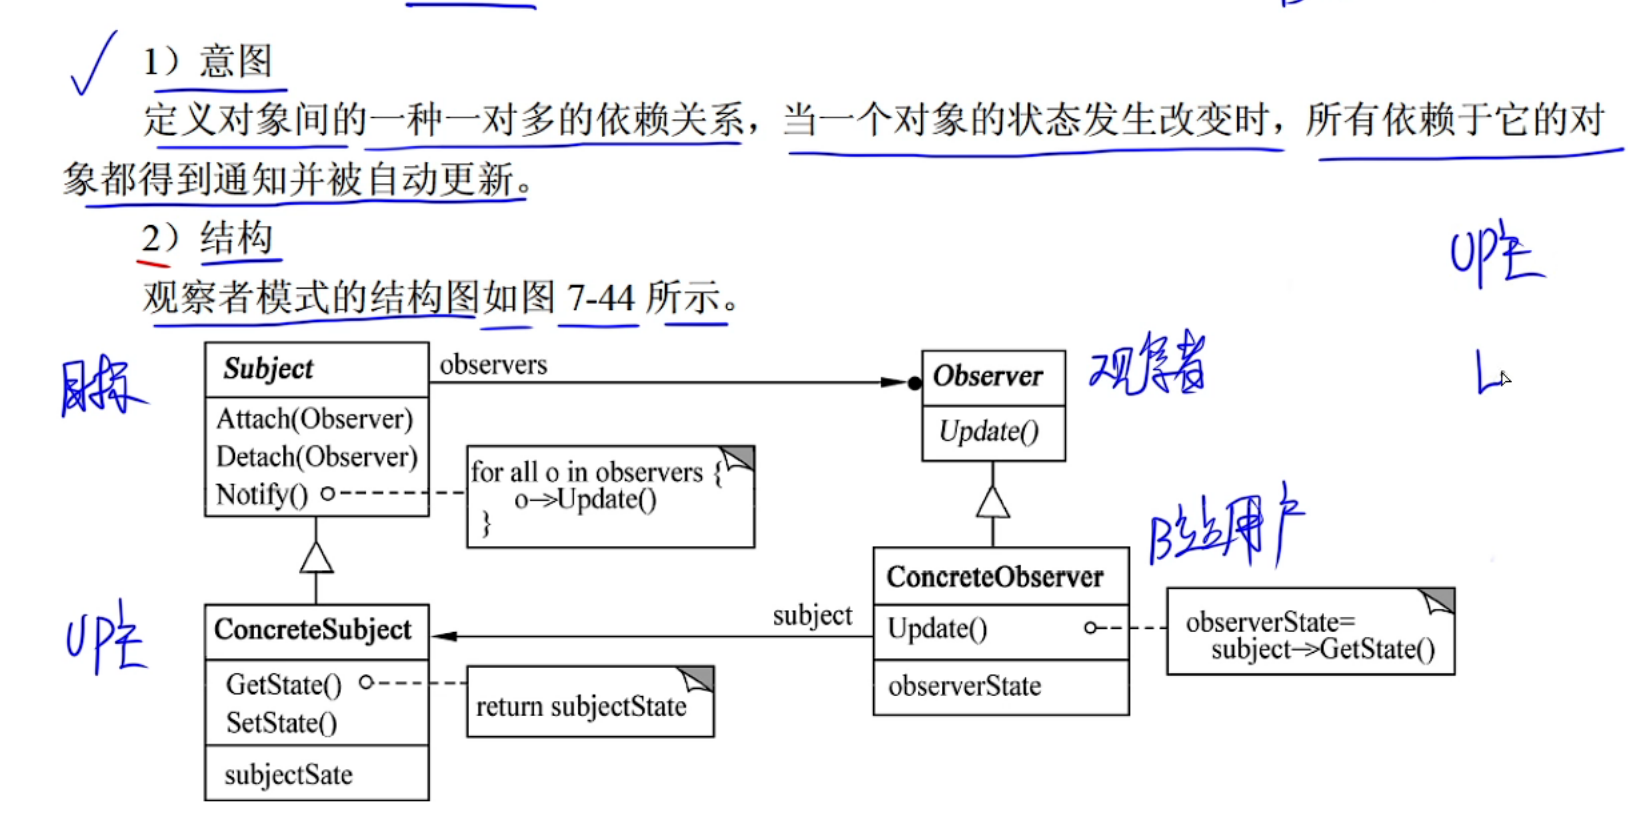 1）意图
定义对象间的一种一对多的依赖关系，当一个对象的状态发生改变时，所有依赖于它的对
象都得到通知并被自动更新。
2）结构
UP主
观察者模式的结构图如图 7-44 所示。
目标
Subject
observers
Observer
观察者
Attach(Observer)
Detach(Observer)
Notify()
Update()
for all o in observers {
o->Update()
}
B站用户
ConcreteObserver
Update()
observerState
subject
observerState=
subject->GetState()
UP主
ConcreteSubject
GetState()
SetState()
subjectSate
return subjectState